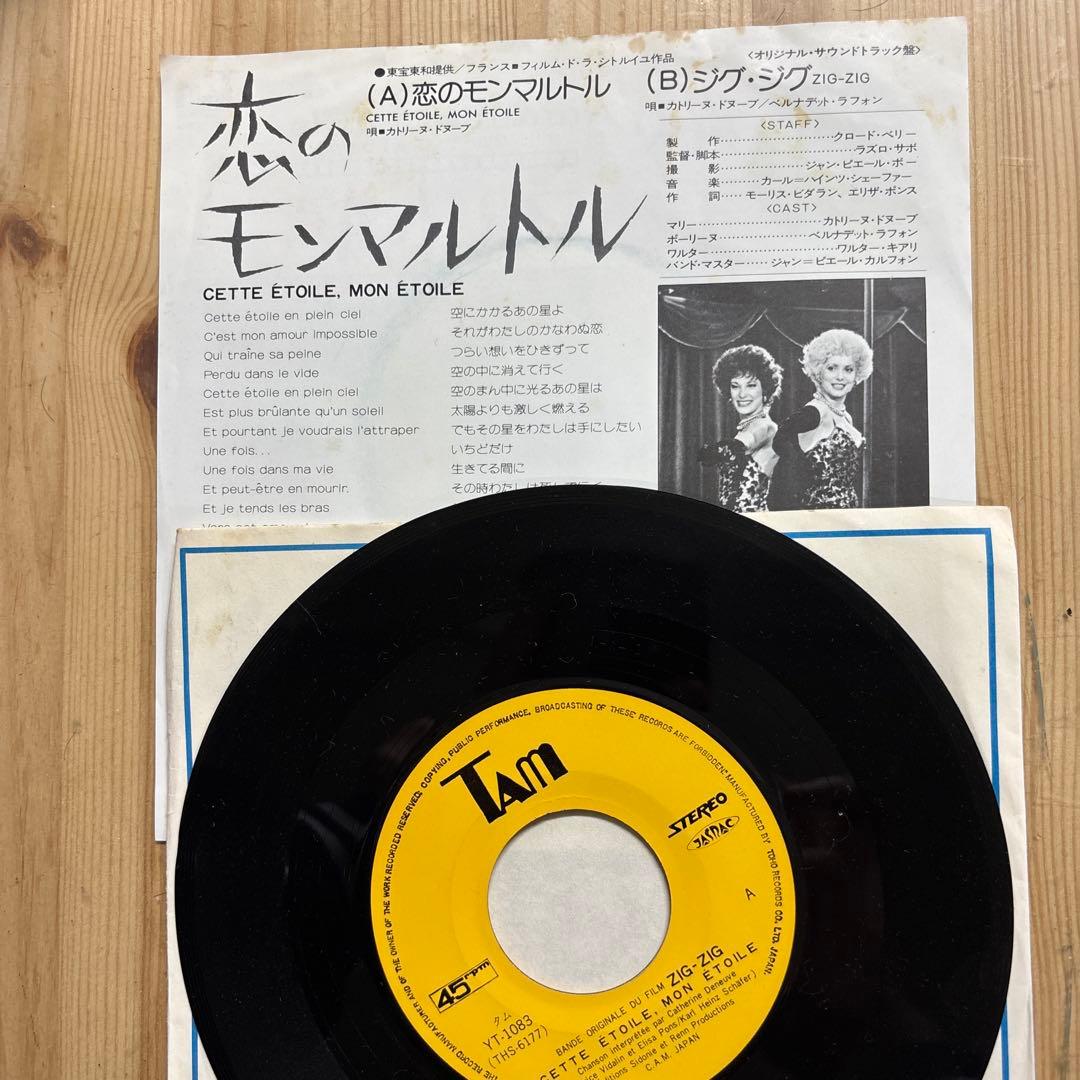 ●東宝東和提供/フランス■フィルム・ド・ラ・シトルイユ作品
〈オリジナル・サウンドトラック盤〉
(A)恋のモンマルトル
CETTE ÉTOILE, MON ÉTOILE
唄■カトリーヌ・ドヌーブ
(B)ジグ・ジグ ZIG-ZIG
唄■カトリーヌ・ドヌーブ/ベルナデット・ラフォン
〈STAFF〉
製作 クロード・ベリー
監督・脚本 ラズロ・サボ
撮影 ジャン・ピエール・ボー
音楽 カール=ハインツ・シェーファー
作詞 モーリス・ビダラン、エリザ・ポンス
〈CAST〉
マリー カトリーヌ・ドヌーブ
ポーリーヌ ベルナデット・ラフォン
ワルター ワルター・キアリ
バンド・マスター ジャン=ピエール・カルフォン
恋の
モンマルトル
CETTE ÉTOILE, MON ÉTOILE
Cette étoile en plein ciel
C'est mon amour impossible
Qui traîne sa peine
Perdu dans le vide
Cette étoile en plein ciel
Est plus brûlante qu'un soleil
Et pourtant je voudrais l'attraper
Une fois...
Une fois dans ma vie
Et peut-être en mourir.
Et je tends les bras
空にかかるあの星よ
それがわたしのかなわぬ恋
つらい想いをひきずって
空の中に消えて行く
空のまん中に光るあの星は
太陽よりも激しく燃える
でもその星をわたしは手にしたい
いちどだけ
生きてる間に
その時わたしは
THE RECORD MANUFACTURER AND OF THE OWNER OF THE WORK RECORDED RESERVED. COPYING, PUBLIC PERFORMANCE, BROADCASTING OF THESE RECORDS ARE FORBIDDEN. MANUFACTURED BY TOHO RECORDS CO., LTD. JAPAN.
TAM
STEREO
JASRAC
A
45rpm
タム
YT-1083
(THS-6177)
BANDE ORIGINALE DU FILM ZIG-ZIG
CETTE ÉTOILE, MON ÉTOILE
Chanson interprétée par Catherine Deneuve
Vidalin et Elisa Pons/Karl Heinz Schäfer)
Editions Sidonie et Renn Productions
C.A.M. JAPAN